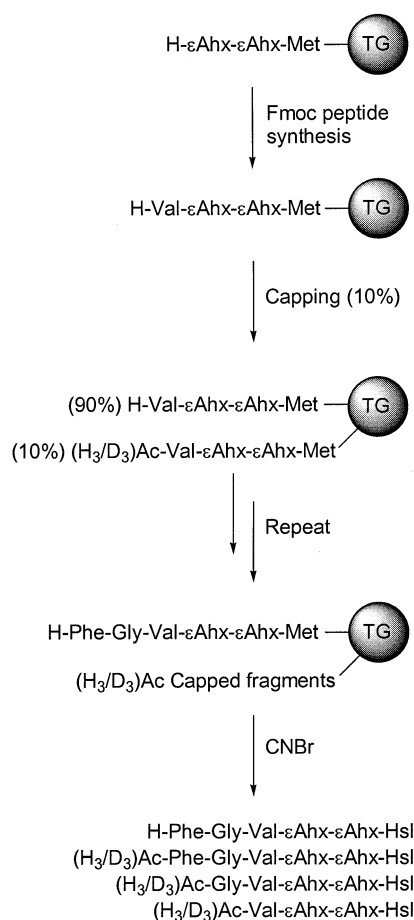 H-εAhx-εAhx-Met TG
Fmoc peptide
synthesis
H-Val-εAhx-εAhx-Met TG
Capping (10%)
(90%) H-Val-εAhx-εAhx-Met TG
(10%) (H₃/D₃)Ac-Val-εAhx-εAhx-Met
Repeat
H-Phe-Gly-Val-εAhx-εAhx-Met TG
(H₃/D₃)Ac Capped fragments
CNBr
H-Phe-Gly-Val-εAhx-εAhx-Hsl
(H₃/D₃)Ac-Phe-Gly-Val-εAhx-εAhx-Hsl
(H₃/D₃)Ac-Gly-Val-εAhx-εAhx-Hsl
(H₃/D₃)Ac-Val-εAhx-εAhx-Hsl